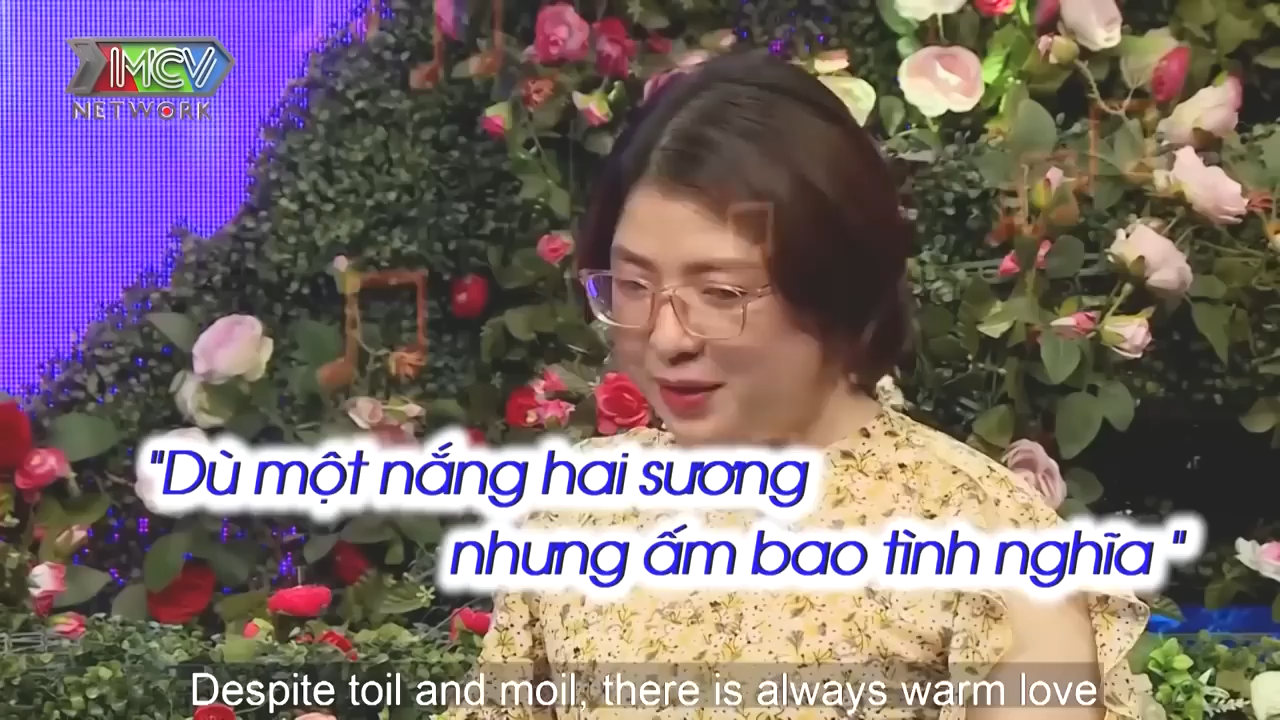 MCV
NETWORK
"Dù một nắng hai sương
nhưng ấm bao tình nghĩa "
Despite toil and moil, there is always warm love